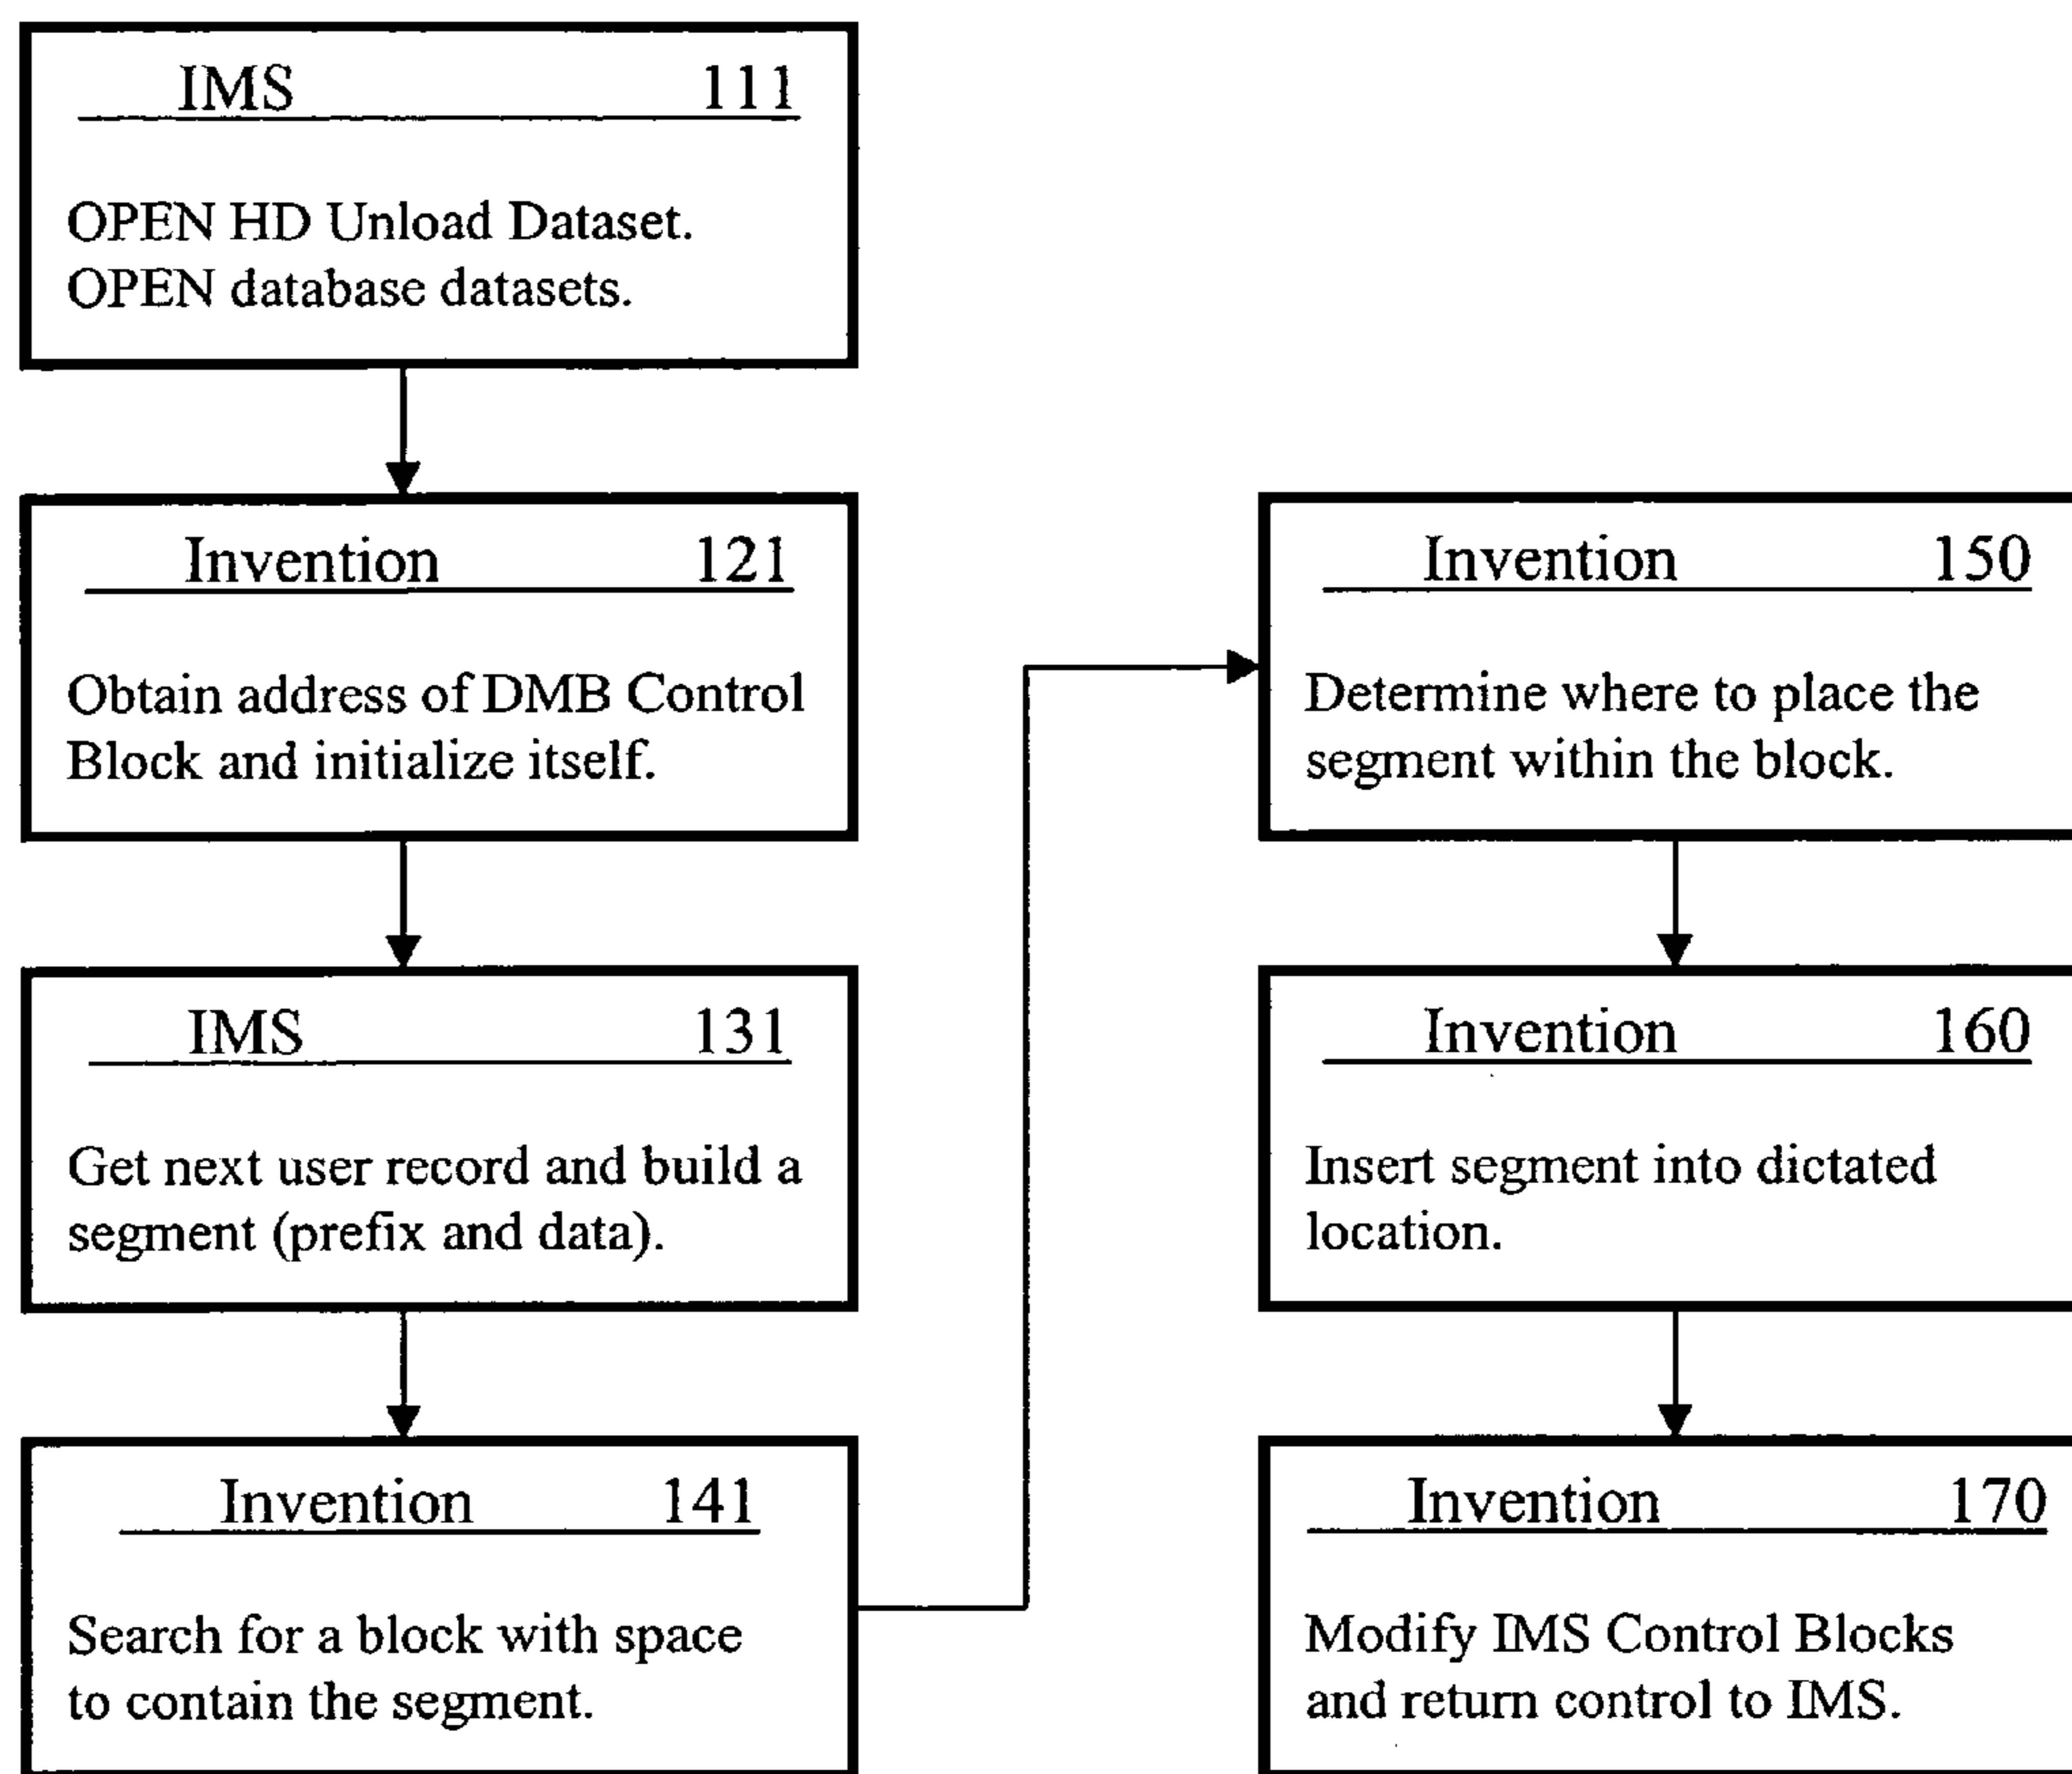 IMS 111
OPEN HD Unload Dataset.
OPEN database datasets.
Invention 121
Obtain address of DMB Control
Block and initialize itself.
IMS 131
Get next user record and build a
segment (prefix and data).
Invention 141
Search for a block with space
to contain the segment.
Invention 150
Determine where to place the
segment within the block.
Invention 160
Insert segment into dictated
location.
Invention 170
Modify IMS Control Blocks
and return control to IMS.